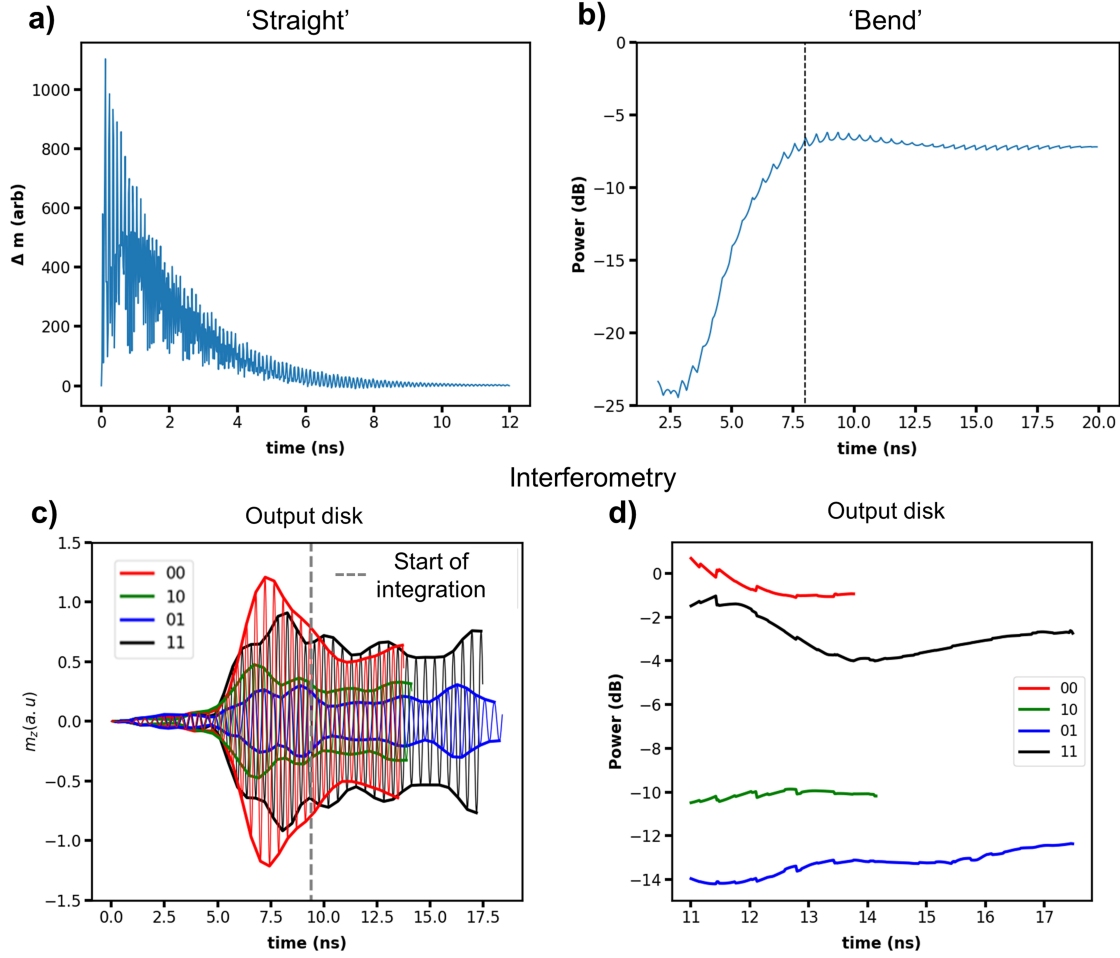 a)
'Straight'
Δ m (arb)
1000
800
600
400
200
0
0 2 4 6 8 10 12
time (ns)
b)
'Bend'
Power (dB)
0
−5
−10
−15
−20
−25
2.5 5.0 7.5 10.0 12.5 15.0 17.5 20.0
time (ns)
Interferometry
c)
Output disk
m_z(a. u)
1.5
1.0
0.5
0.0
−0.5
−1.0
−1.5
00
10
01
11
Start of
integration
0.0 2.5 5.0 7.5 10.0 12.5 15.0 17.5
time (ns)
d)
Output disk
Power (dB)
0
−2
−4
−6
−8
−10
−12
−14
00
10
01
11
11 12 13 14 15 16 17
time (ns)